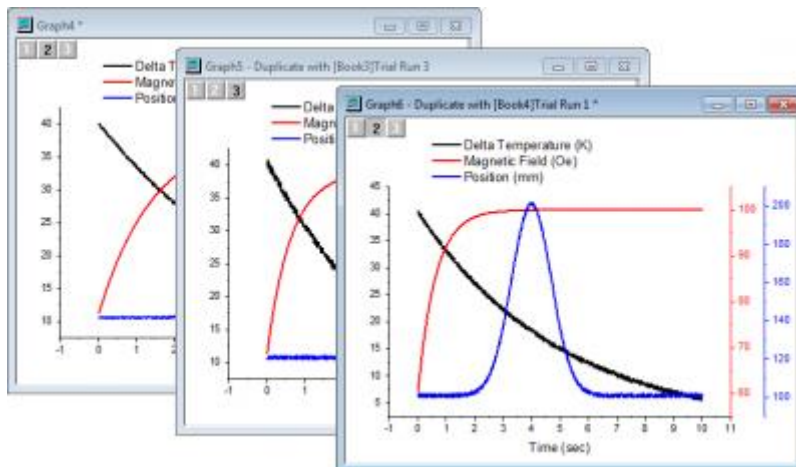 Graph4 *
1 2 3
Delta T
Magnet
Positio
40
35
30
25
20
15
10
-1 0 1 2
Graph5 - Duplicate with [Book3]Trial Run 3
1 2 3
Delta
Magn
Posit
40
35
30
25
20
15
10
-1 0 1
Graph6 - Duplicate with [Book4]Trial Run 1 *
1 2 3
Delta Temperature (K)
Magnetic Field (Oe)
Position (mm)
45
40
35
30
25
20
15
10
5
100
90
80
70
60
200
180
160
140
120
100
-1 0 1 2 3 4 5 6 7 8 9 10 11
Time (sec)